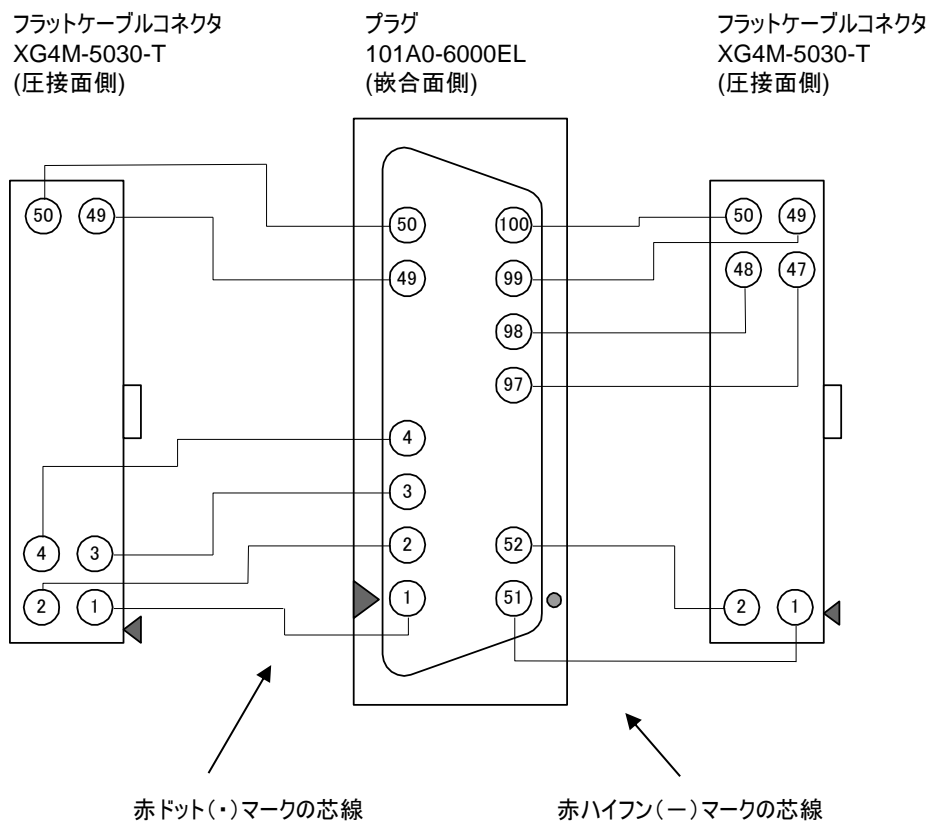 フラットケーブルコネクタ
XG4M-5030-T
(圧接面側)
プラグ
101A0-6000EL
(嵌合面側)
フラットケーブルコネクタ
XG4M-5030-T
(圧接面側)
50 49
4 3
2 1
50 100
49 99
98
97
4
3
2 52
1 51
50 49
48 47
2 1
赤ドット(・)マークの芯線
赤ハイフン(－)マークの芯線